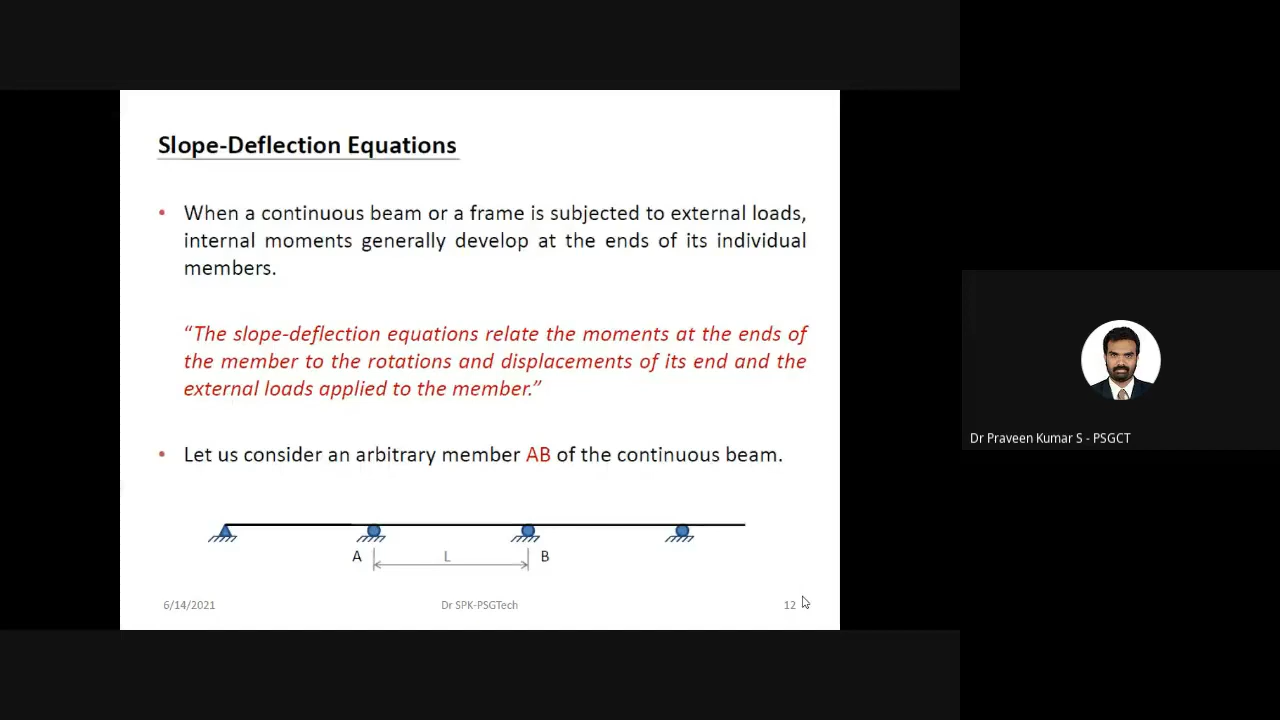 Slope-Deflection Equations
• When a continuous beam or a frame is subjected to external loads,
internal moments generally develop at the ends of its individual
members.
“The slope-deflection equations relate the moments at the ends of
the member to the rotations and displacements of its end and the
external loads applied to the member.”
• Let us consider an arbitrary member AB of the continuous beam.
A L B
6/14/2021 Dr SPK-PSGTech 12
Dr Praveen Kumar S - PSGCT